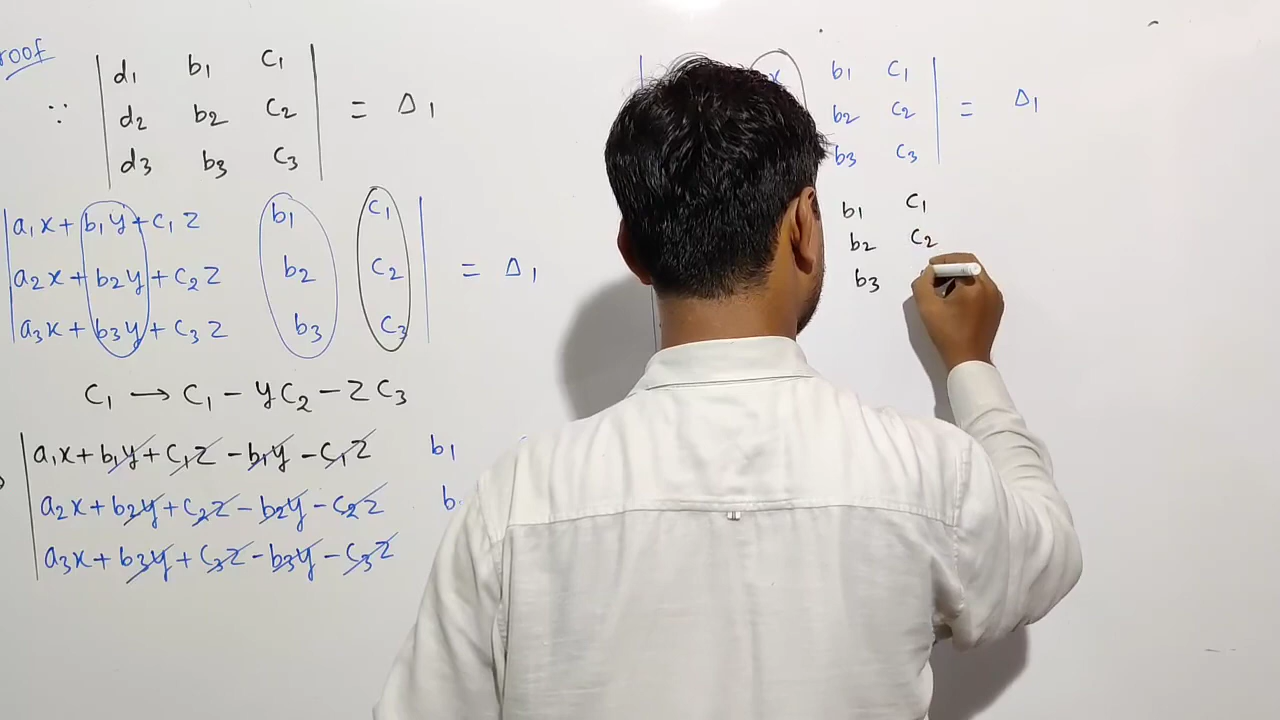 roof
∵ | d1 b1 c1 |
| d2 b2 c2 | = Δ1
| d3 b3 c3 |
| a1x + b1y + c1z b1 c1 |
| a2x + b2y + c2z b2 c2 | = Δ1
| a3x + b3y + c3z b3 c3 |
C1 → C1 - yC2 - zC3
| a1x + b1y + c1z - b1y - c1z b1
| a2x + b2y + c2z - b2y - c2z b
| a3x + b3y + c3z - b3y - c3z
| x b1 c1 |
b2 c2 | = Δ1
b3 c3 |
b1 c1
b2 c2
b3